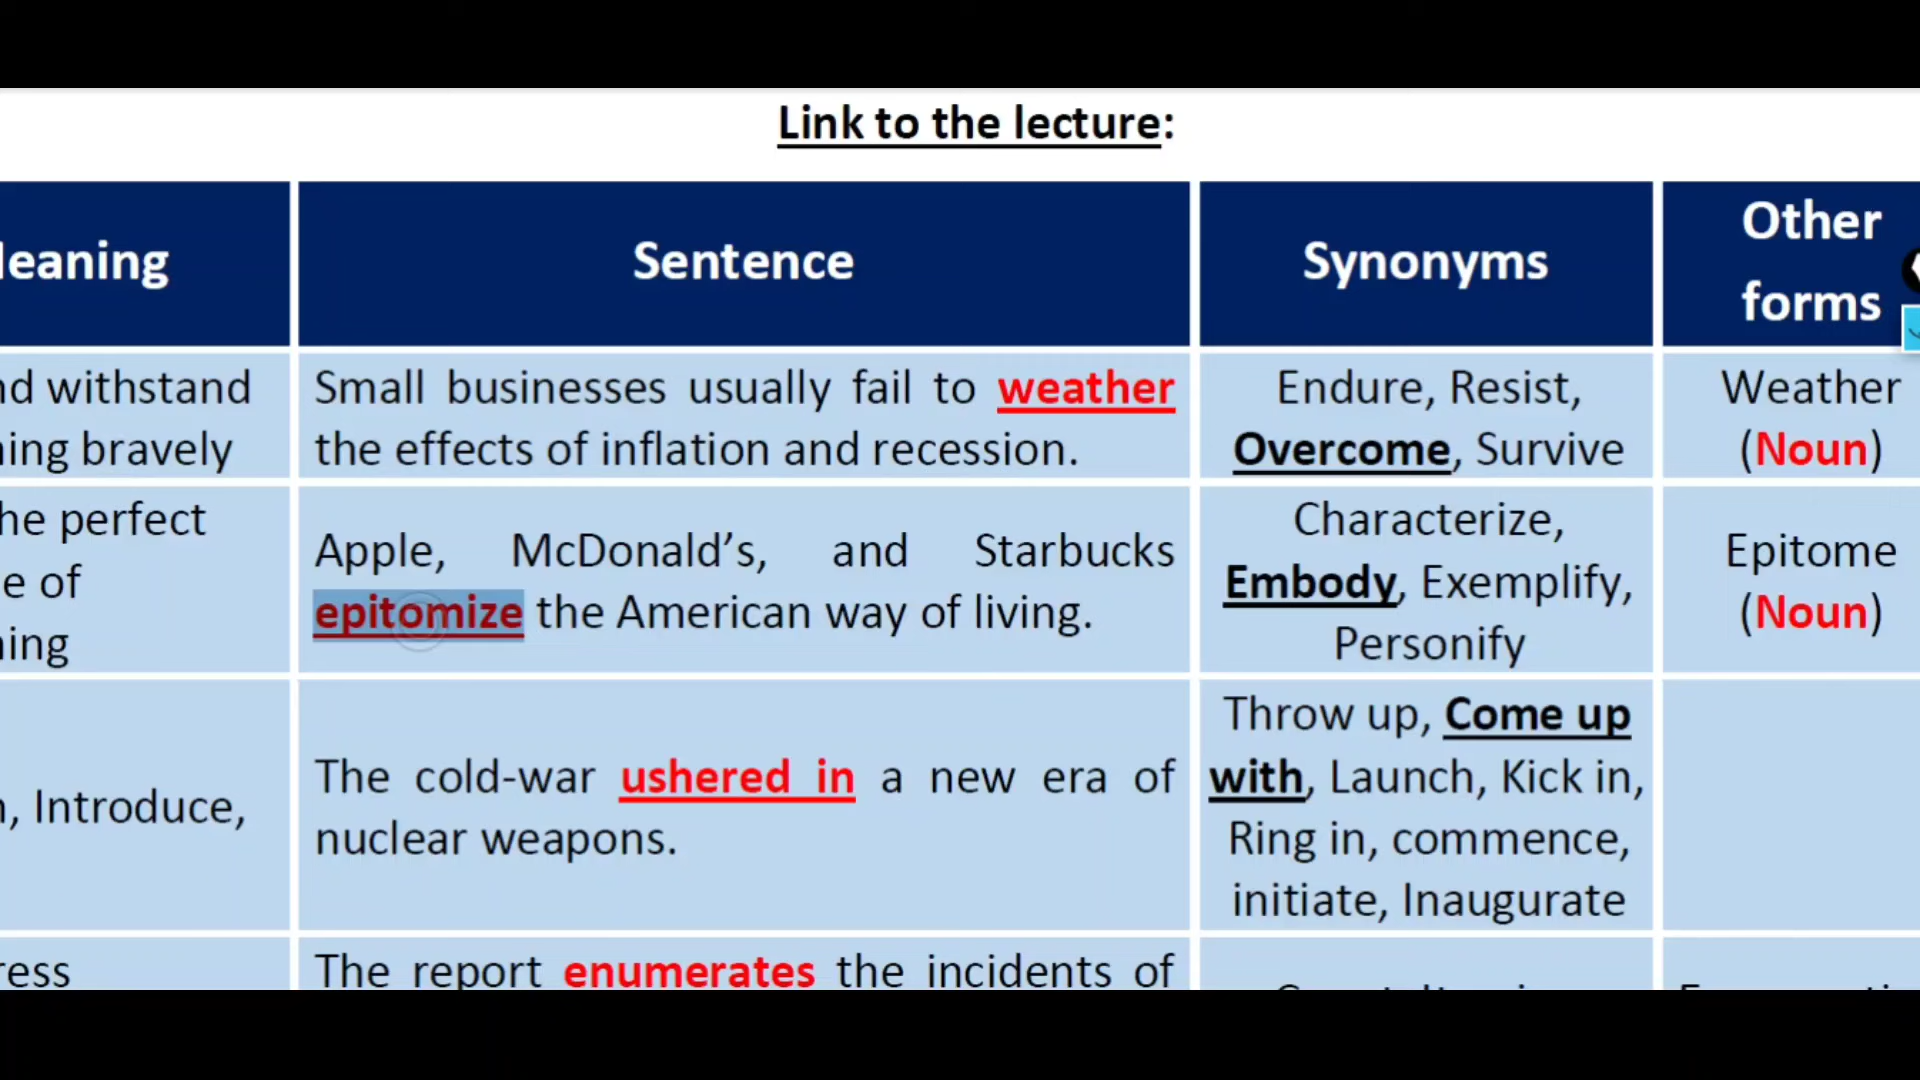 Link to the lecture:
Meaning Sentence Synonyms Other
forms
nd withstand Small businesses usually fail to weather Endure, Resist, Weather
ing bravely the effects of inflation and recession. Overcome, Survive (Noun)
he perfect Characterize,
Apple, McDonald’s, and Starbucks Epitome
e of Embody, Exemplify,
epitomize the American way of living. (Noun)
ing Personify
Throw up, Come up
The cold-war ushered in a new era of with, Launch, Kick in,
, Introduce,
nuclear weapons. Ring in, commence,
initiate, Inaugurate
ress The report enumerates the incidents of